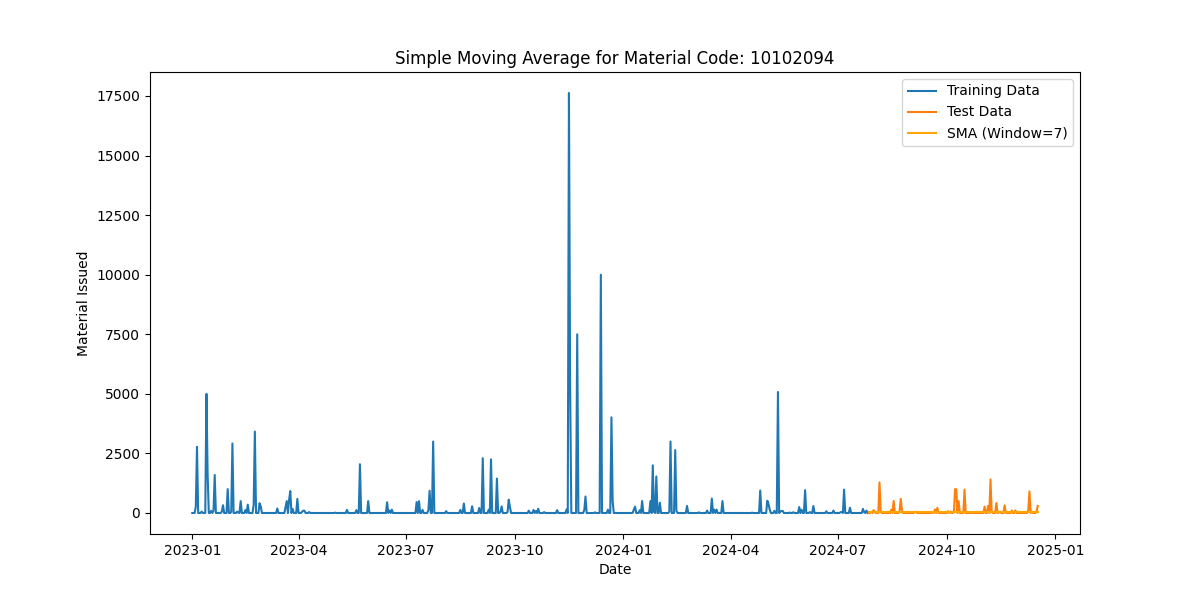 Simple Moving Average for Material Code: 10102094
Training Data
Test Data
SMA (Window=7)
17500
15000
12500
10000
7500
5000
2500
0
Material Issued
2023-01 2023-04 2023-07 2023-10 2024-01 2024-04 2024-07 2024-10 2025-01
Date